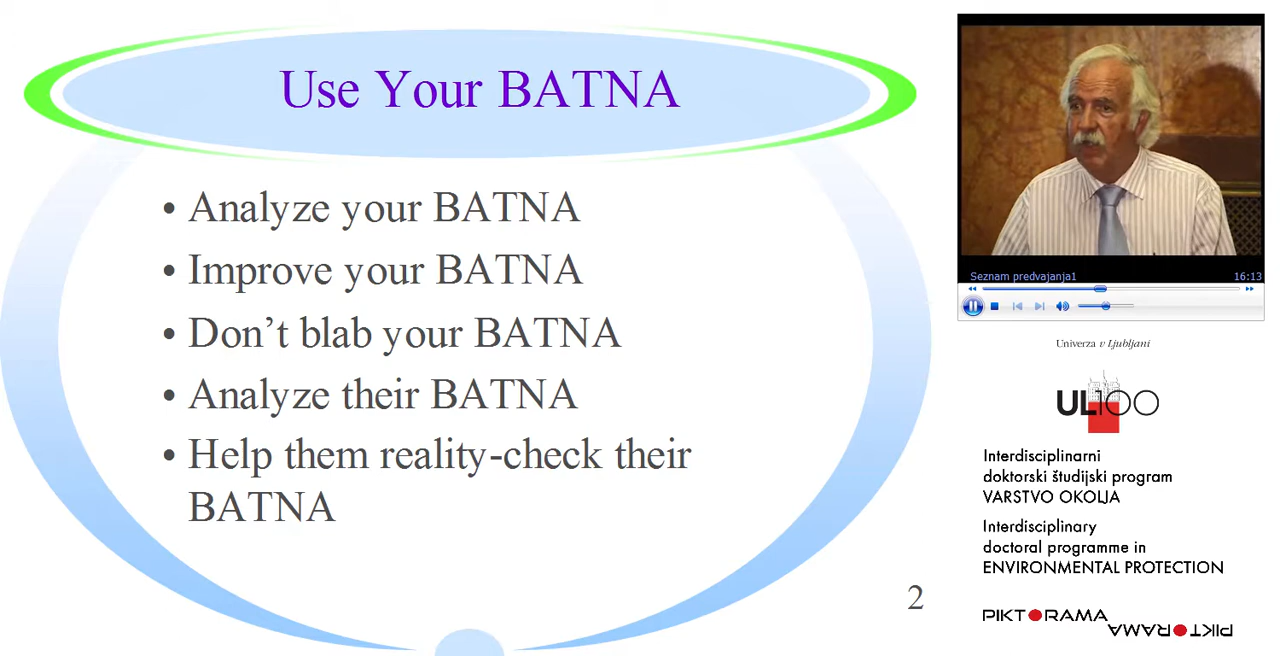 Use Your BATNA
• Analyze your BATNA
• Improve your BATNA
• Don’t blab your BATNA
• Analyze their BATNA
• Help them reality-check their
BATNA
2
Seznam predvajanja1
16:13
Univerza v Ljubljani
UL100
Interdisciplinarni
doktorski študijski program
VARSTVO OKOLJA
Interdisciplinary
doctoral programme in
ENVIRONMENTAL PROTECTION
PIKTORAMA
PIKTORAMA